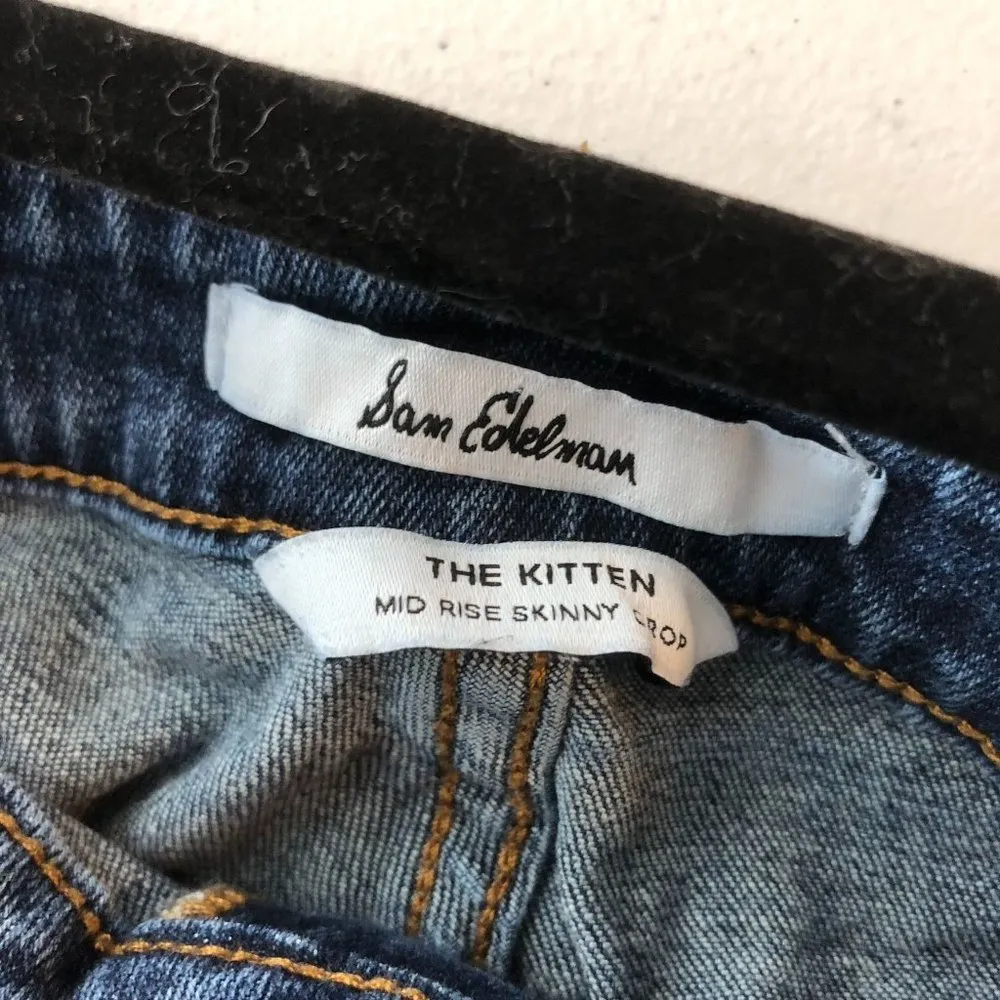 Sam Edelman
THE KITTEN
MID RISE SKINNY CROP